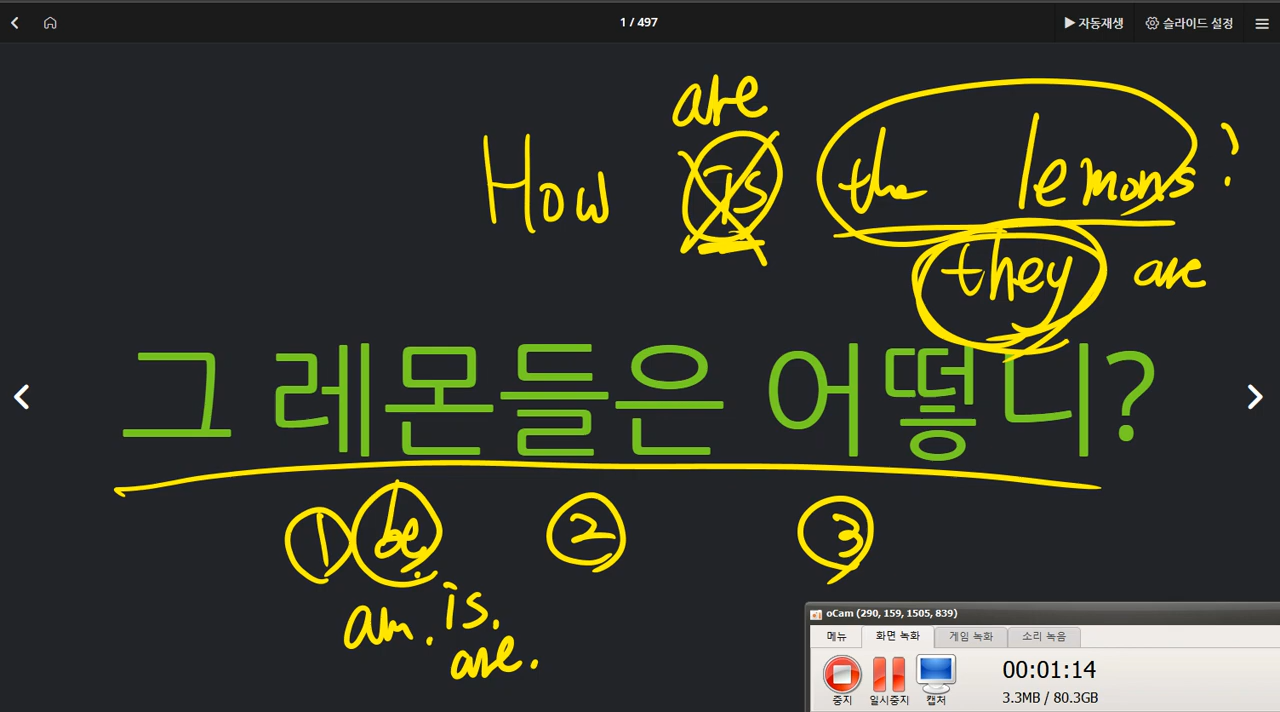 1 / 497
자동재생
슬라이드 설정
are
How is the lemons?
they are
그 레몬들은 어떻니?
① be ② ③
am. is.
are.
oCam (290, 159, 1505, 839)
메뉴 화면 녹화 게임 녹화 소리 녹음
00:01:14
중지 일시중지 캡처 3.3MB / 80.3GB